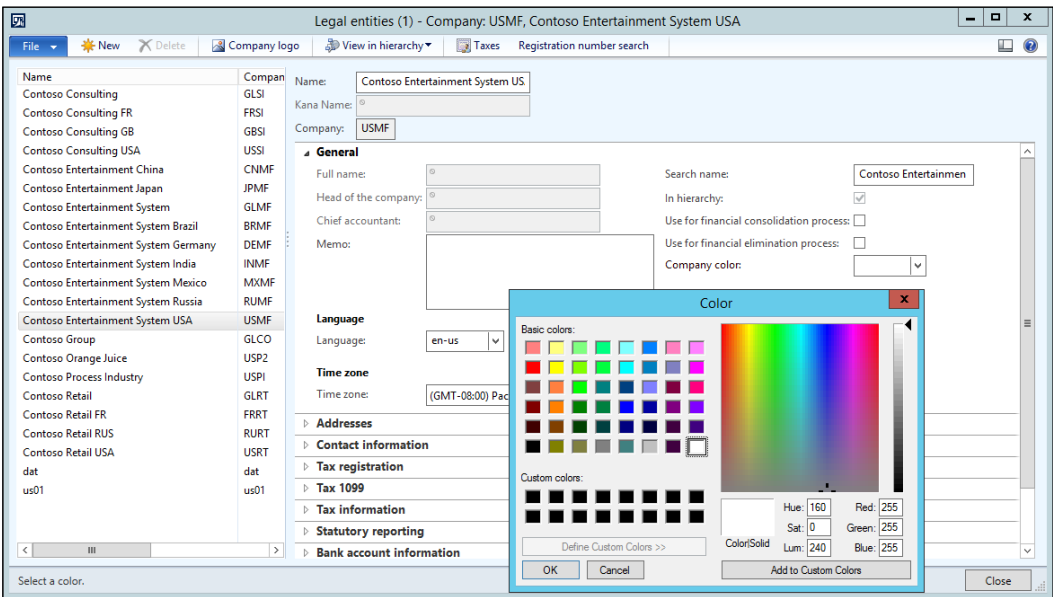 Legal entities (1) - Company: USMF, Contoso Entertainment System USA
File New Delete Company logo View in hierarchy Taxes Registration number search
Name Compan
Contoso Consulting GLSI
Contoso Consulting FR FRSI
Contoso Consulting GB GBSI
Contoso Consulting USA USSI
Contoso Entertainment China CNMF
Contoso Entertainment Japan JPMF
Contoso Entertainment System GLMF
Contoso Entertainment System Brazil BRMF
Contoso Entertainment System Germany DEMF
Contoso Entertainment System India INMF
Contoso Entertainment System Mexico MXMF
Contoso Entertainment System Russia RUMF
Contoso Entertainment System USA USMF
Contoso Group GLCO
Contoso Orange Juice USP2
Contoso Process Industry USPI
Contoso Retail GLRT
Contoso Retail FR FRRT
Contoso Retail RUS RURT
Contoso Retail USA USRT
dat dat
us01 us01
Name: Contoso Entertainment System US
Kana Name:
Company: USMF
General
Full name:
Head of the company:
Chief accountant:
Memo:
Search name: Contoso Entertainmen
In hierarchy:
Use for financial consolidation process:
Use for financial elimination process:
Company color:
Language
Language: en-us
Time zone
Time zone: (GMT-08:00) Pac
Addresses
Contact information
Tax registration
Tax 1099
Tax information
Statutory reporting
Bank account information
Color
Basic colors:
Custom colors:
Define Custom Colors >>
OK Cancel
Color|Solid
Hue: 160 Red: 255
Sat: 0 Green: 255
Lum: 240 Blue: 255
Add to Custom Colors
Select a color. Close